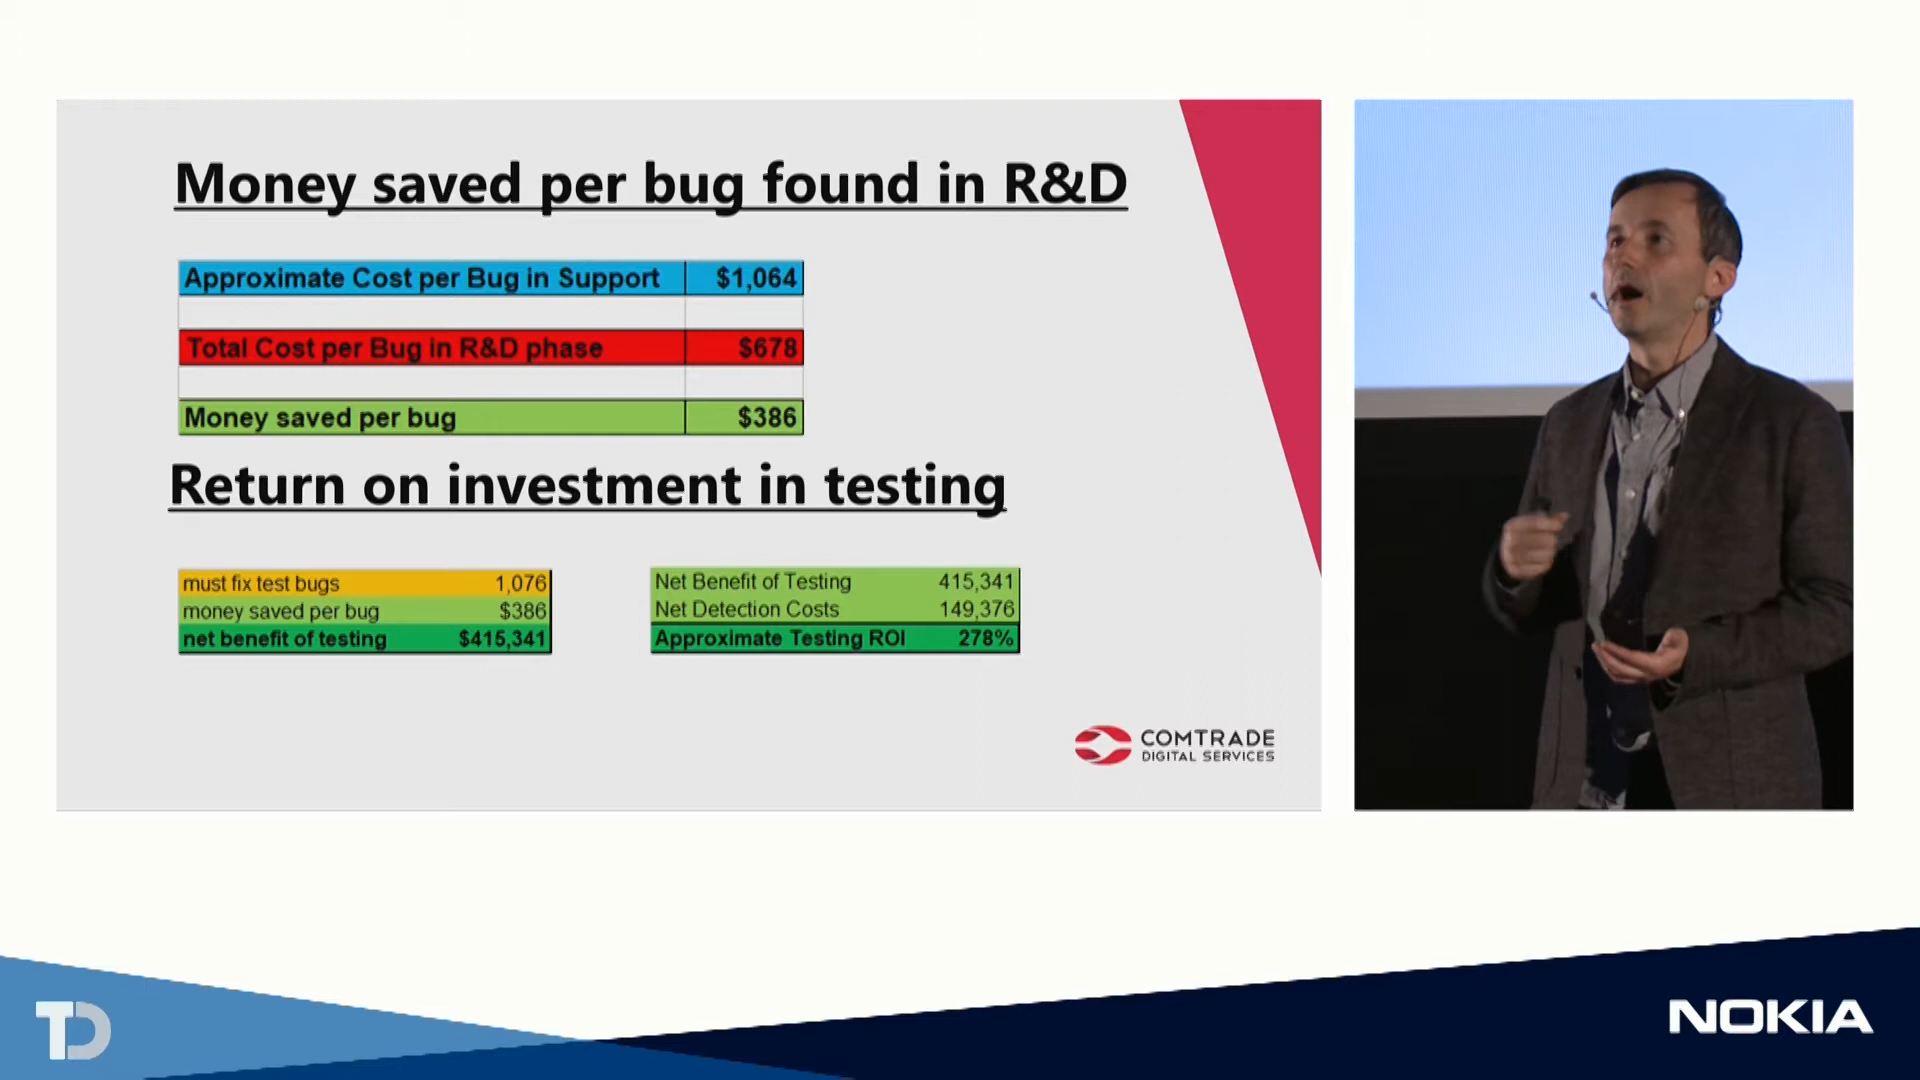 Money saved per bug found in R&D
Approximate Cost per Bug in Support $1,064
Total Cost per Bug in R&D phase $678
Money saved per bug $386
Return on investment in testing
must fix test bugs 1,076
money saved per bug $386
net benefit of testing $415,341
Net Benefit of Testing 415,341
Net Detection Costs 149,376
Approximate Testing ROI 278%
COMTRADE
DIGITAL SERVICES
TD
NOKIA